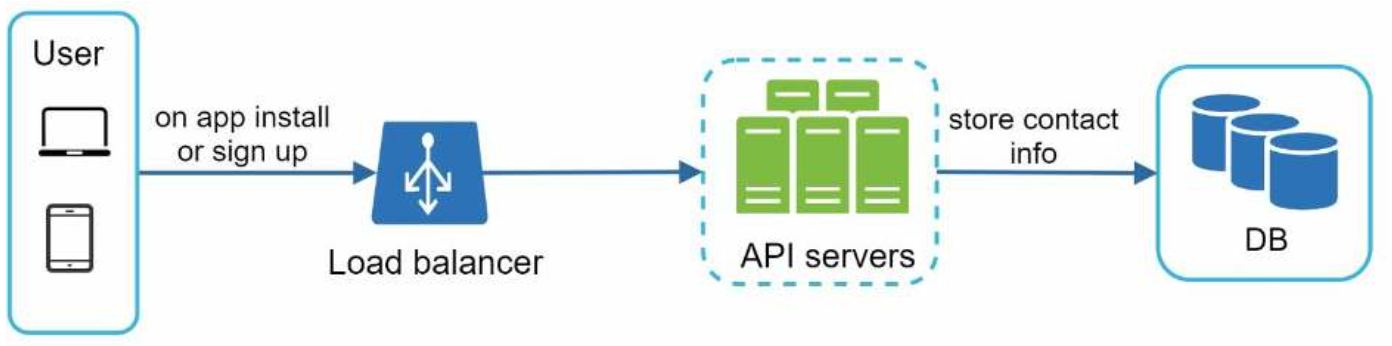 User
on app install
or sign up
Load balancer
API servers
store contact
info
DB